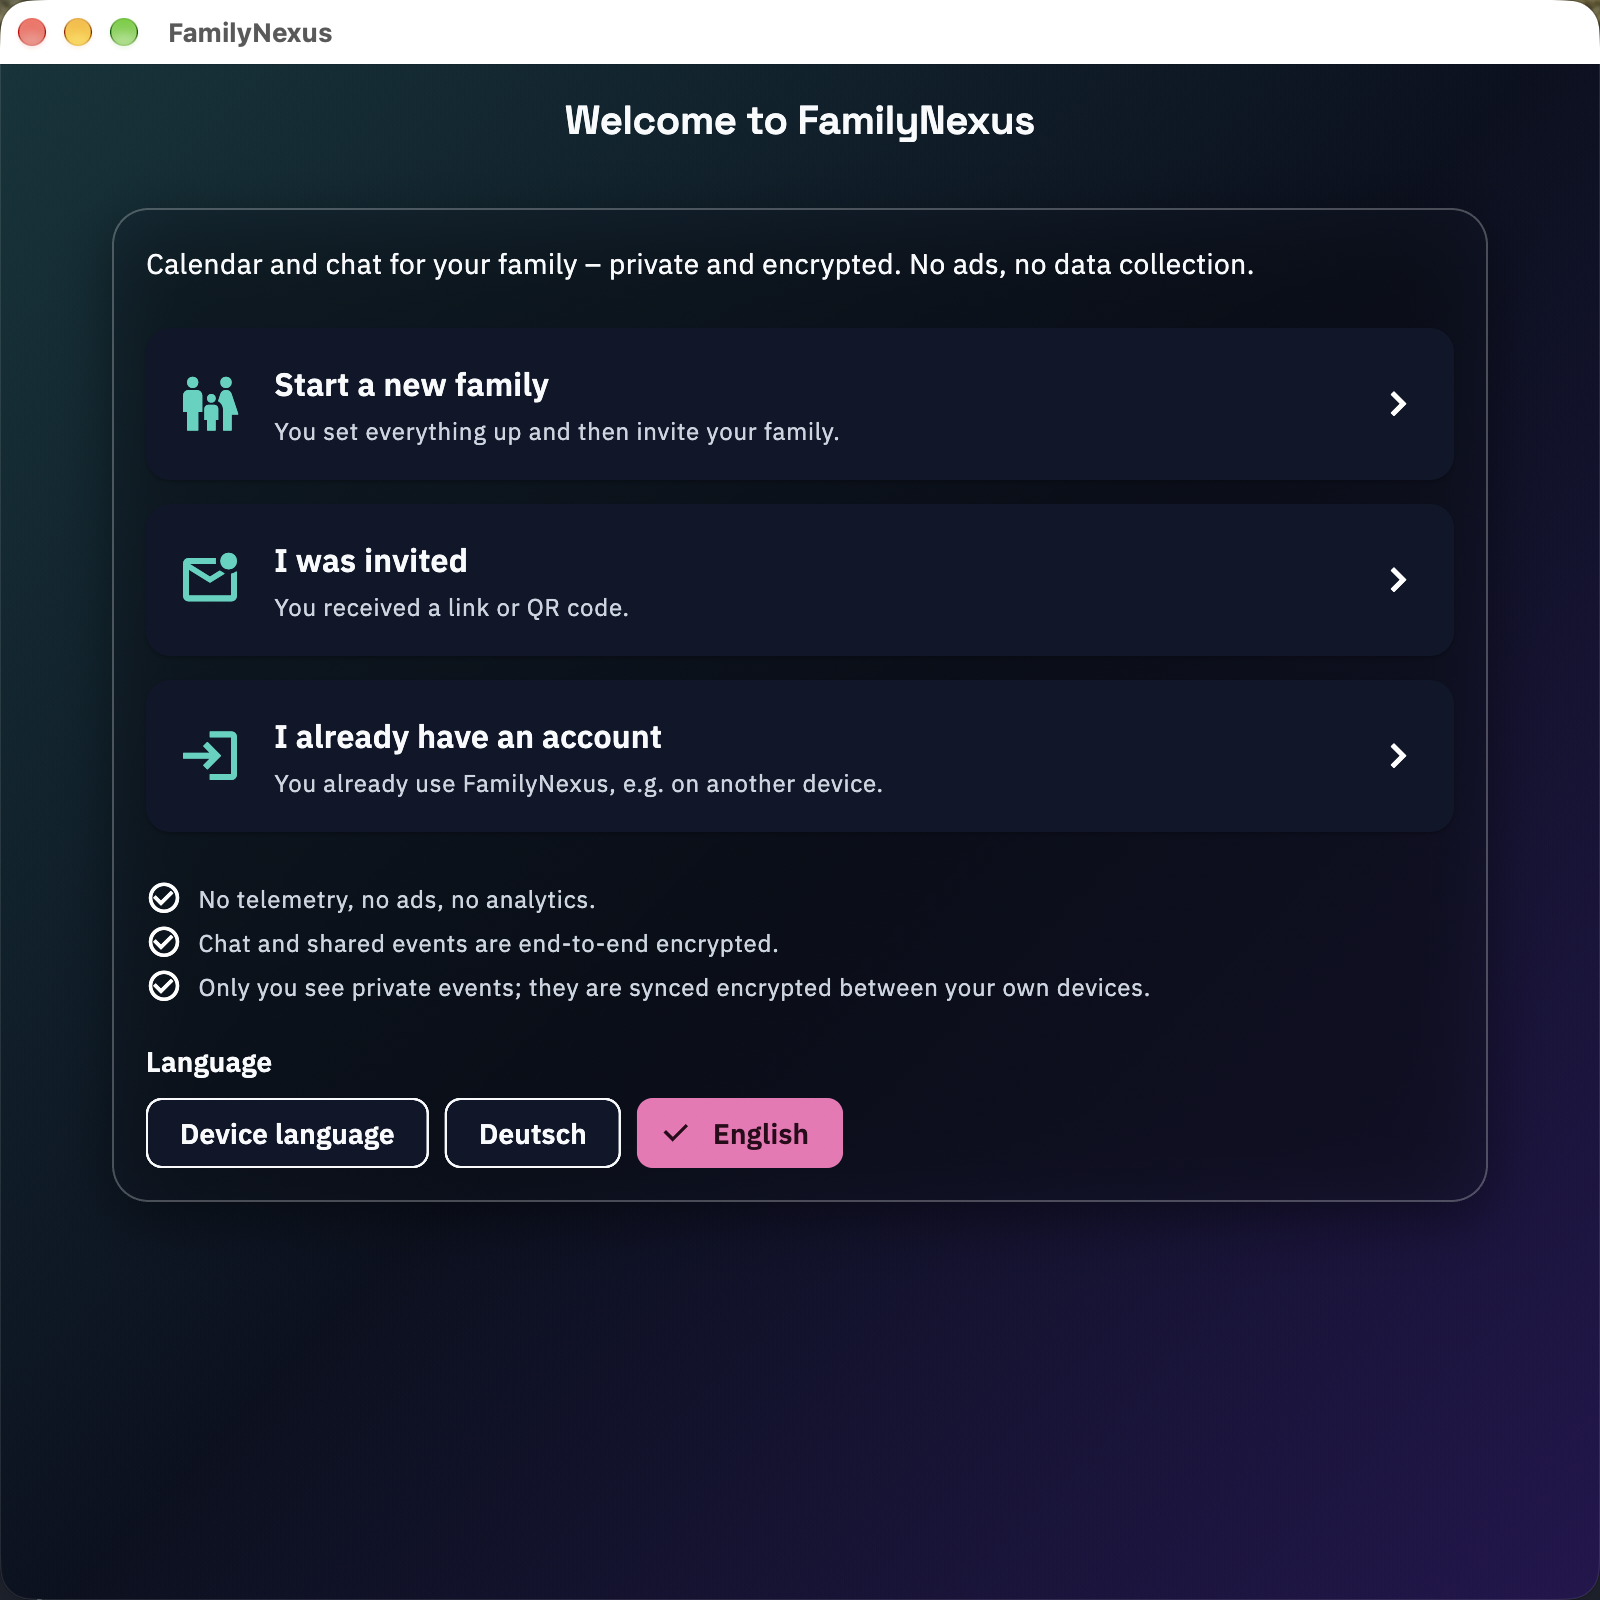 FamilyNexus
Welcome to FamilyNexus
Calendar and chat for your family – private and encrypted. No ads, no data collection.
Start a new family
You set everything up and then invite your family.
I was invited
You received a link or QR code.
I already have an account
You already use FamilyNexus, e.g. on another device.
No telemetry, no ads, no analytics.
Chat and shared events are end-to-end encrypted.
Only you see private events; they are synced encrypted between your own devices.
Language
Device language
Deutsch
English